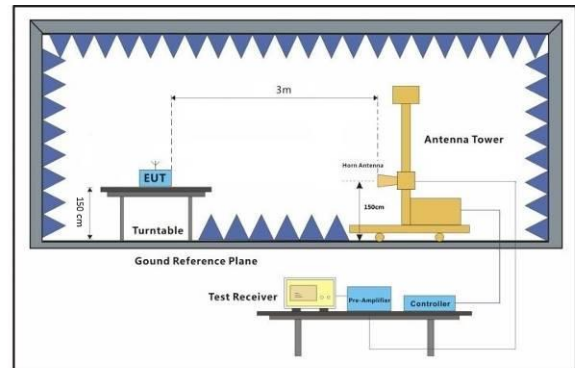 3m
Antenna Tower
Horn Antenna
EUT
150 cm
150cm
Turntable
Gound Reference Plane
Test Receiver
Pre-Amplifier
Controller